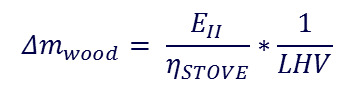 Δm_wood = E_II / η_STOVE * 1 / LHV